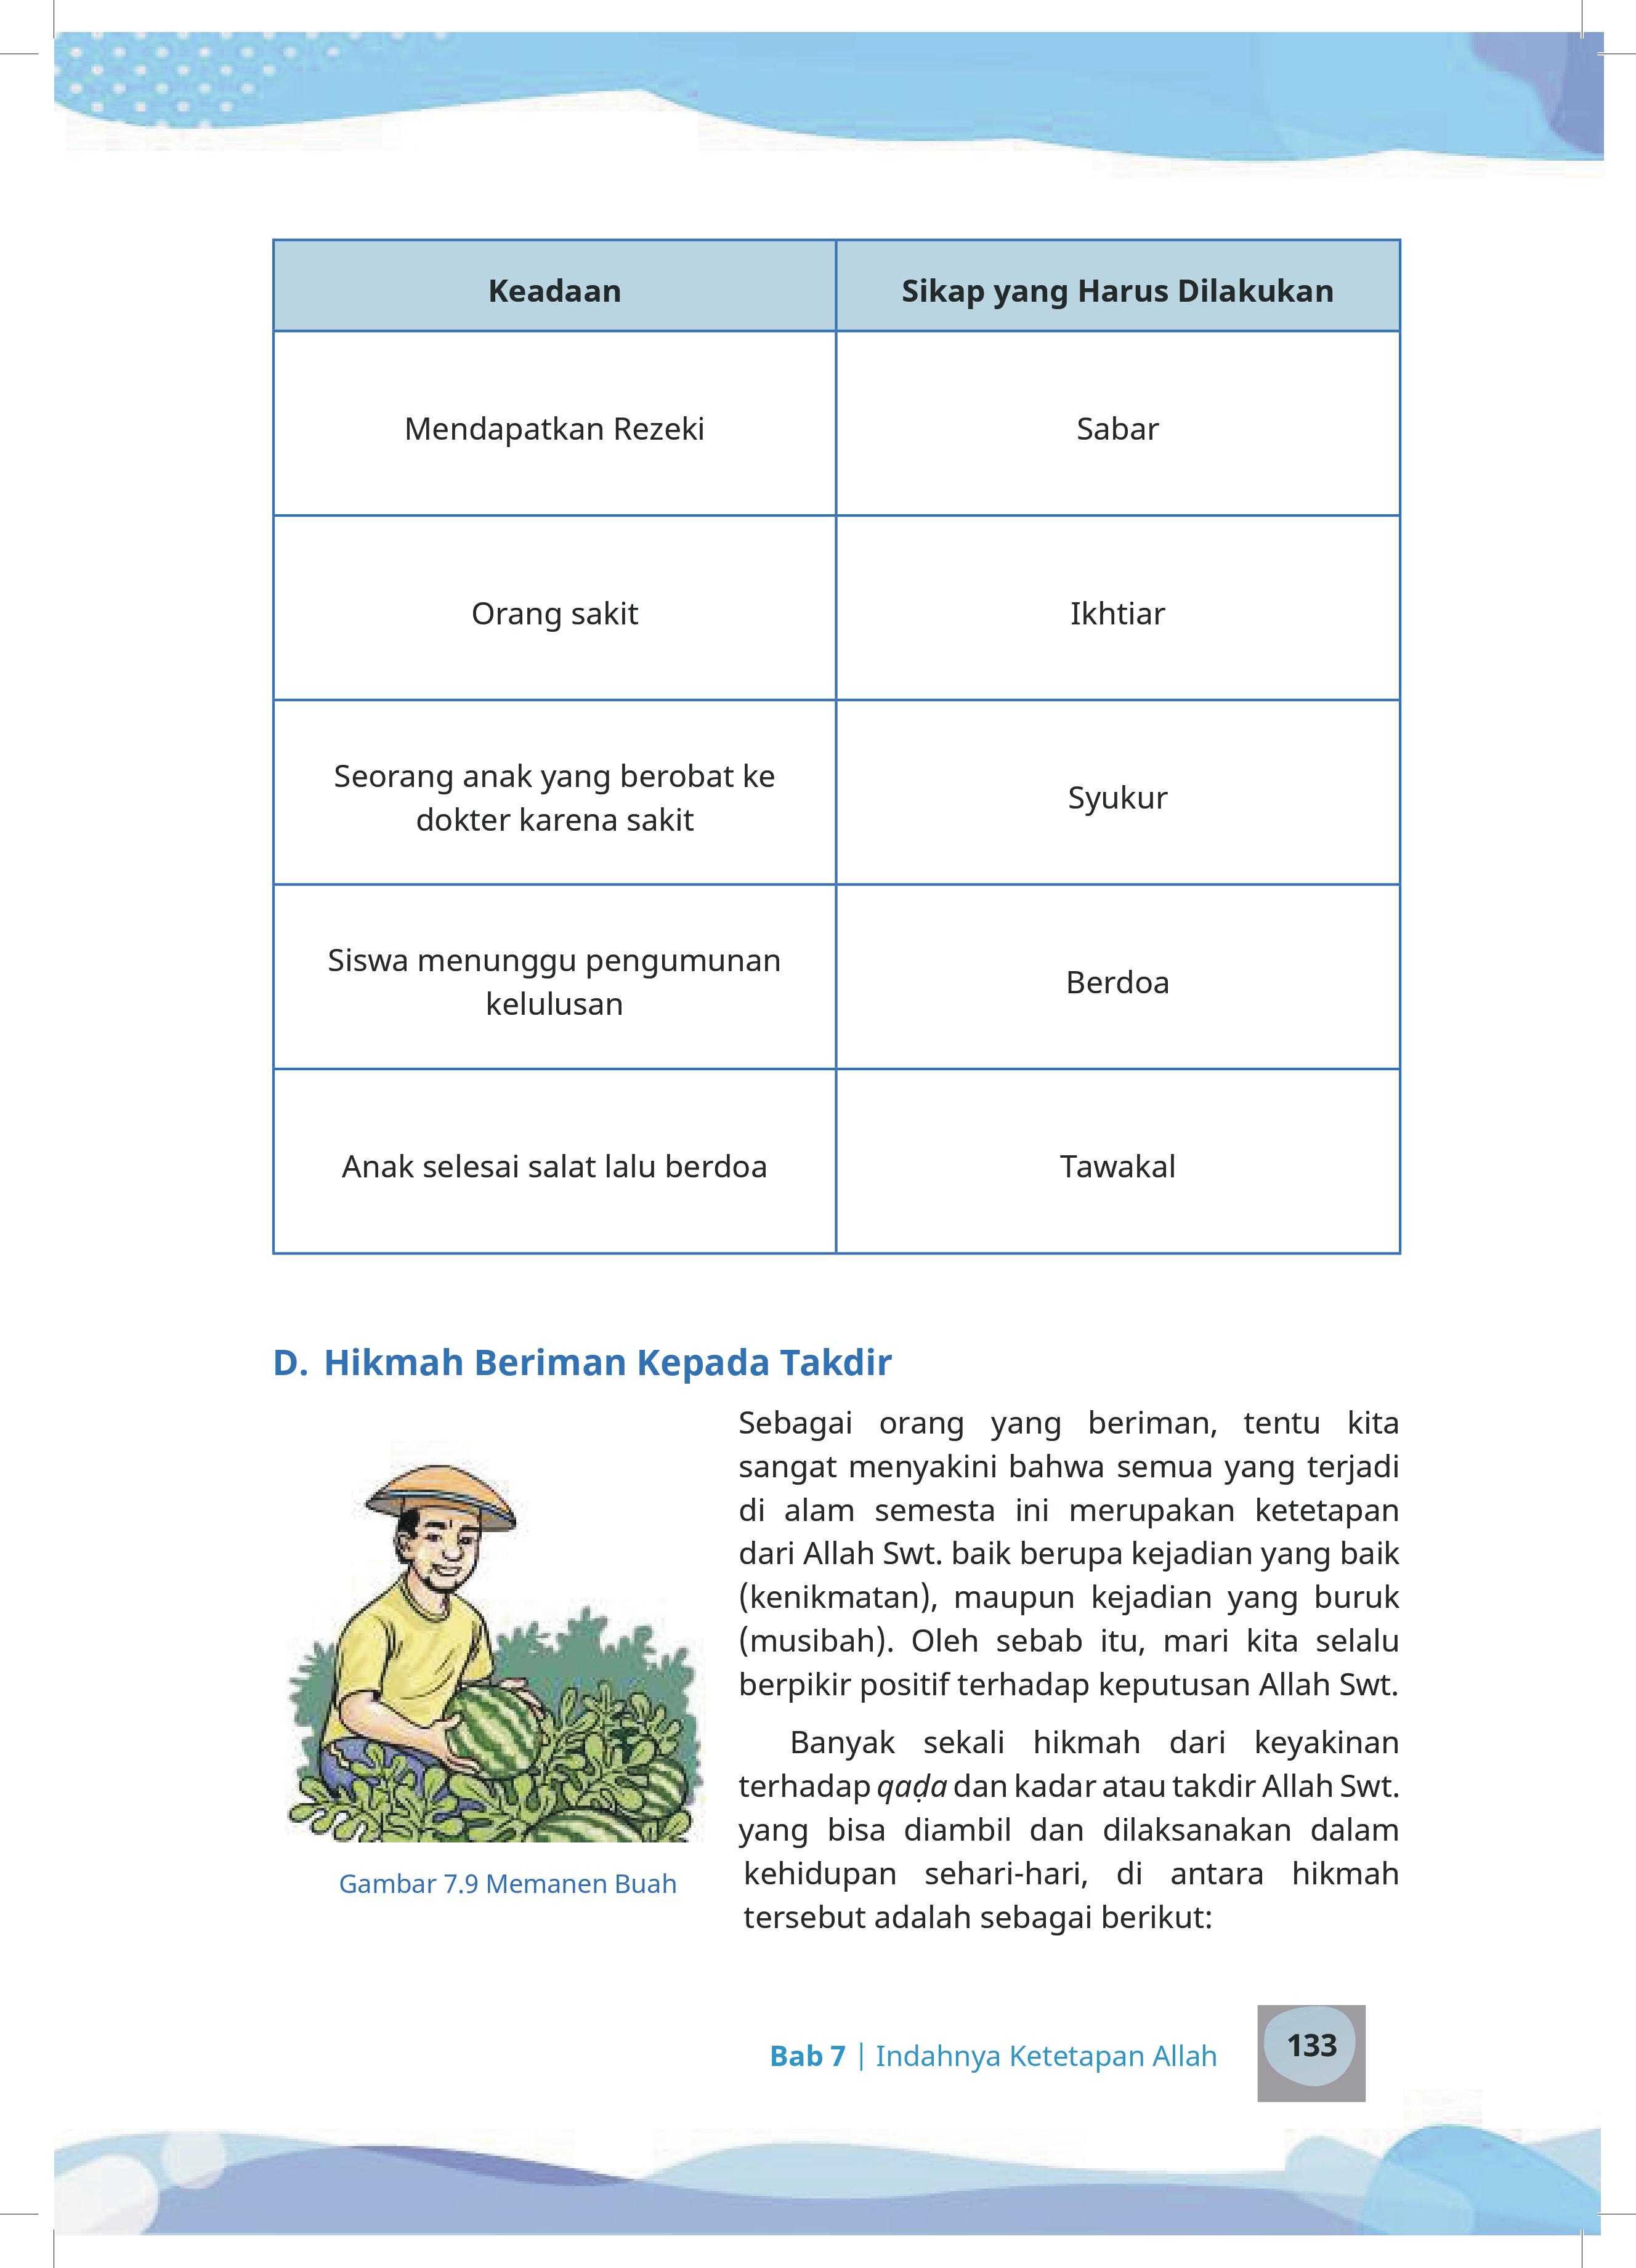 Keadaan
Sikap yang Harus Dilakukan
Mendapatkan Rezeki
Sabar
Orang sakit
Ikhtiar
Seorang anak yang berobat ke
dokter karena sakit
Syukur
Siswa menunggu pengumunan
kelulusan
Berdoa
Anak selesai salat lalu berdoa
Tawakal
D. Hikmah Beriman Kepada Takdir
Sebagai orang yang beriman, tentu kita
sangat menyakini bahwa semua yang terjadi
di alam semesta ini merupakan ketetapan
dari Allah Swt. baik berupa kejadian yang baik
(kenikmatan), maupun kejadian yang buruk
(musibah). Oleh sebab itu, mari kita selalu
berpikir positif terhadap keputusan Allah Swt.
Banyak sekali hikmah dari keyakinan
terhadap qaḍa dan kadar atau takdir Allah Swt.
yang bisa diambil dan dilaksanakan dalam
kehidupan sehari-hari, di antara hikmah
tersebut adalah sebagai berikut:
Gambar 7.9 Memanen Buah
Bab 7 | Indahnya Ketetapan Allah
133